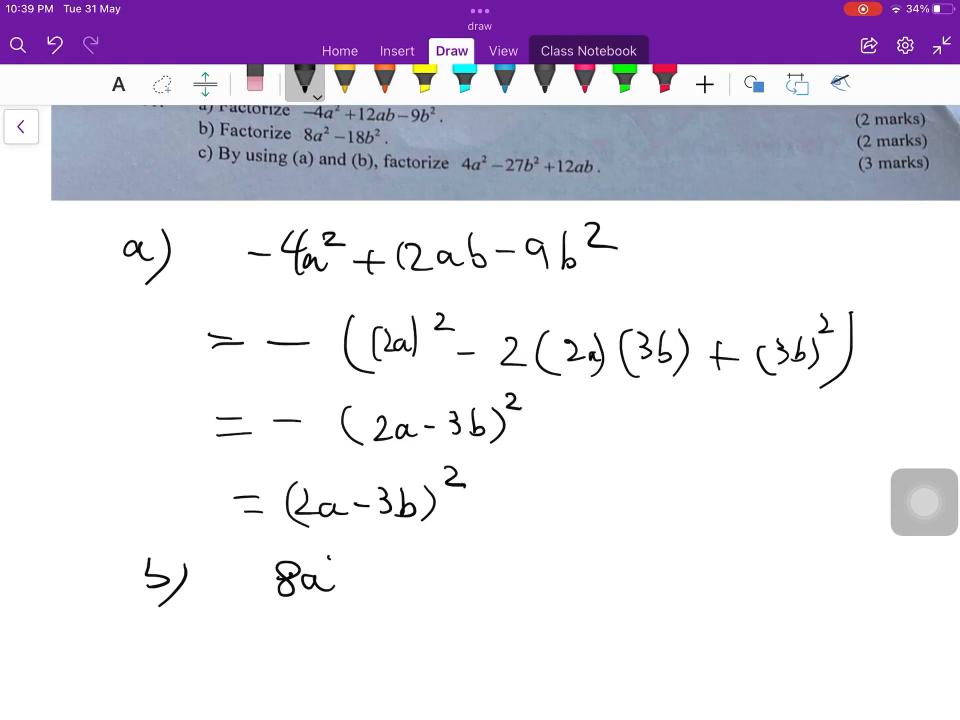 10:39 PM Tue 31 May
34%
draw
Home Insert Draw View Class Notebook
A
a) Factorize -4a² +12ab-9b².
(2 marks)
b) Factorize 8a² -18b².
(2 marks)
c) By using (a) and (b), factorize 4a² -27b² +12ab.
(3 marks)
a) -4a² + 12ab - 9b²
= - ((2a)² - 2(2a)(3b) + (3b)²)
= - (2a - 3b)²
= (2a - 3b)²
b) 8a